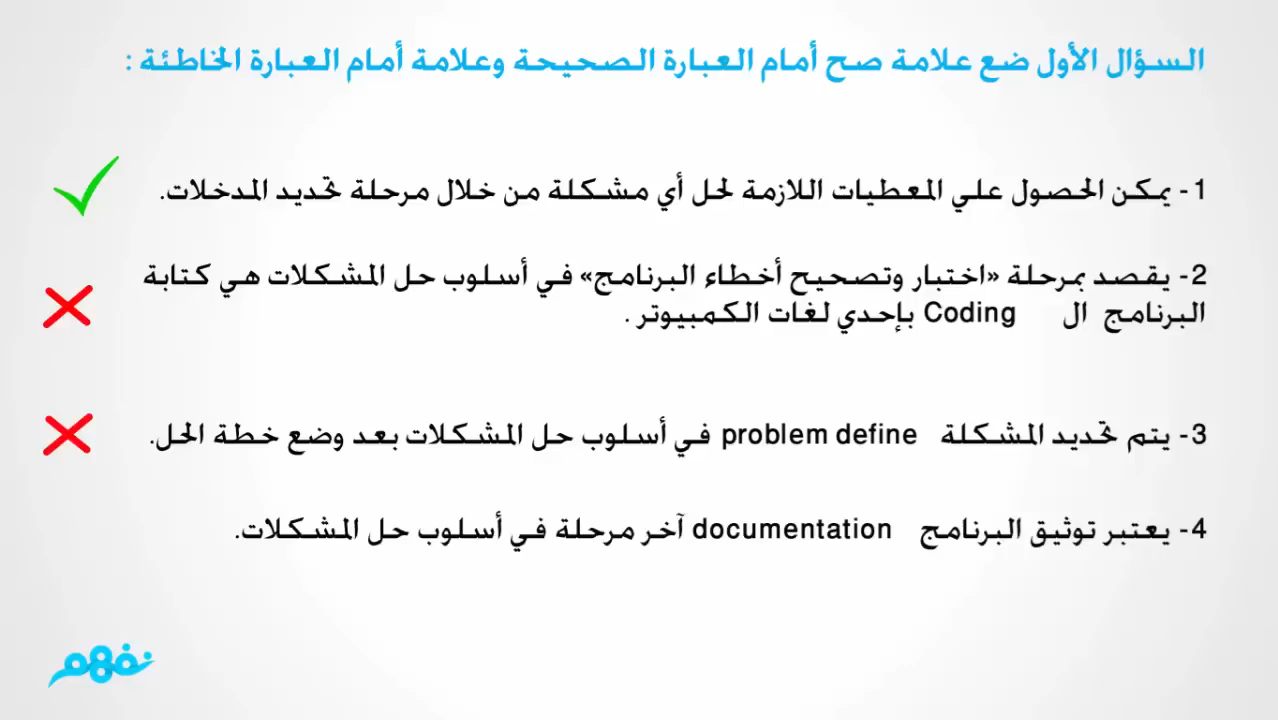 السؤال الأول ضع علامة صح أمام العبارة الصحيحة وعلامة أمام العبارة الخاطئة :
1- يمكن الحصول علي المعطيات اللازمة لحل أي مشكلة من خلال مرحلة تحديد المدخلات.
2- يقصد بمرحلة «اختبار وتصحيح أخطاء البرنامج» في أسلوب حل المشكلات هي كتابة
البرنامج ال Coding بإحدي لغات الكمبيوتر .
3- يتم تحديد المشكلة problem define في أسلوب حل المشكلات بعد وضع خطة الحل.
4- يعتبر توثيق البرنامج documentation آخر مرحلة في أسلوب حل المشكلات.
نفهم